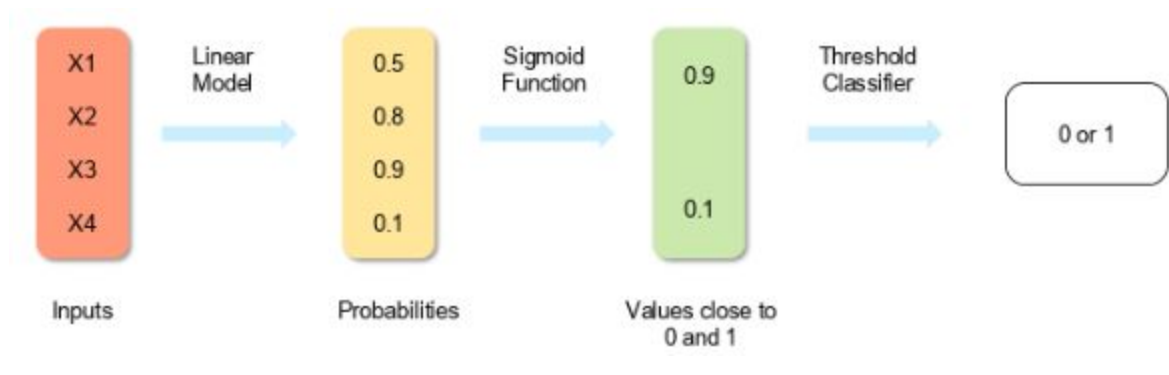 X1
X2
X3
X4
Inputs
Linear
Model
0.5
0.8
0.9
0.1
Probabilities
Sigmoid
Function
0.9
0.1
Values close to
0 and 1
Threshold
Classifier
0 or 1